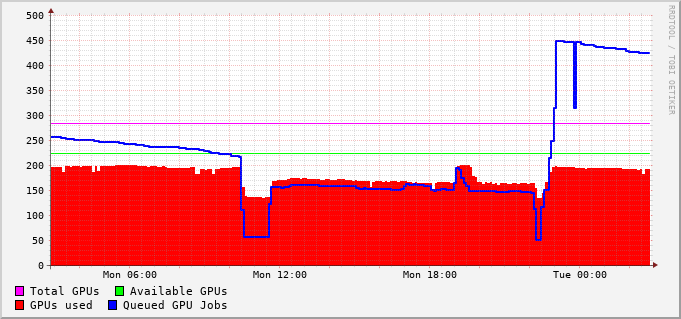 500
450
400
350
300
250
200
150
100
50
0
Mon 06:00 Mon 12:00 Mon 18:00 Tue 00:00
Total GPUs Available GPUs
GPUs used Queued GPU Jobs
RRDTOOL / TOBI OETIKER